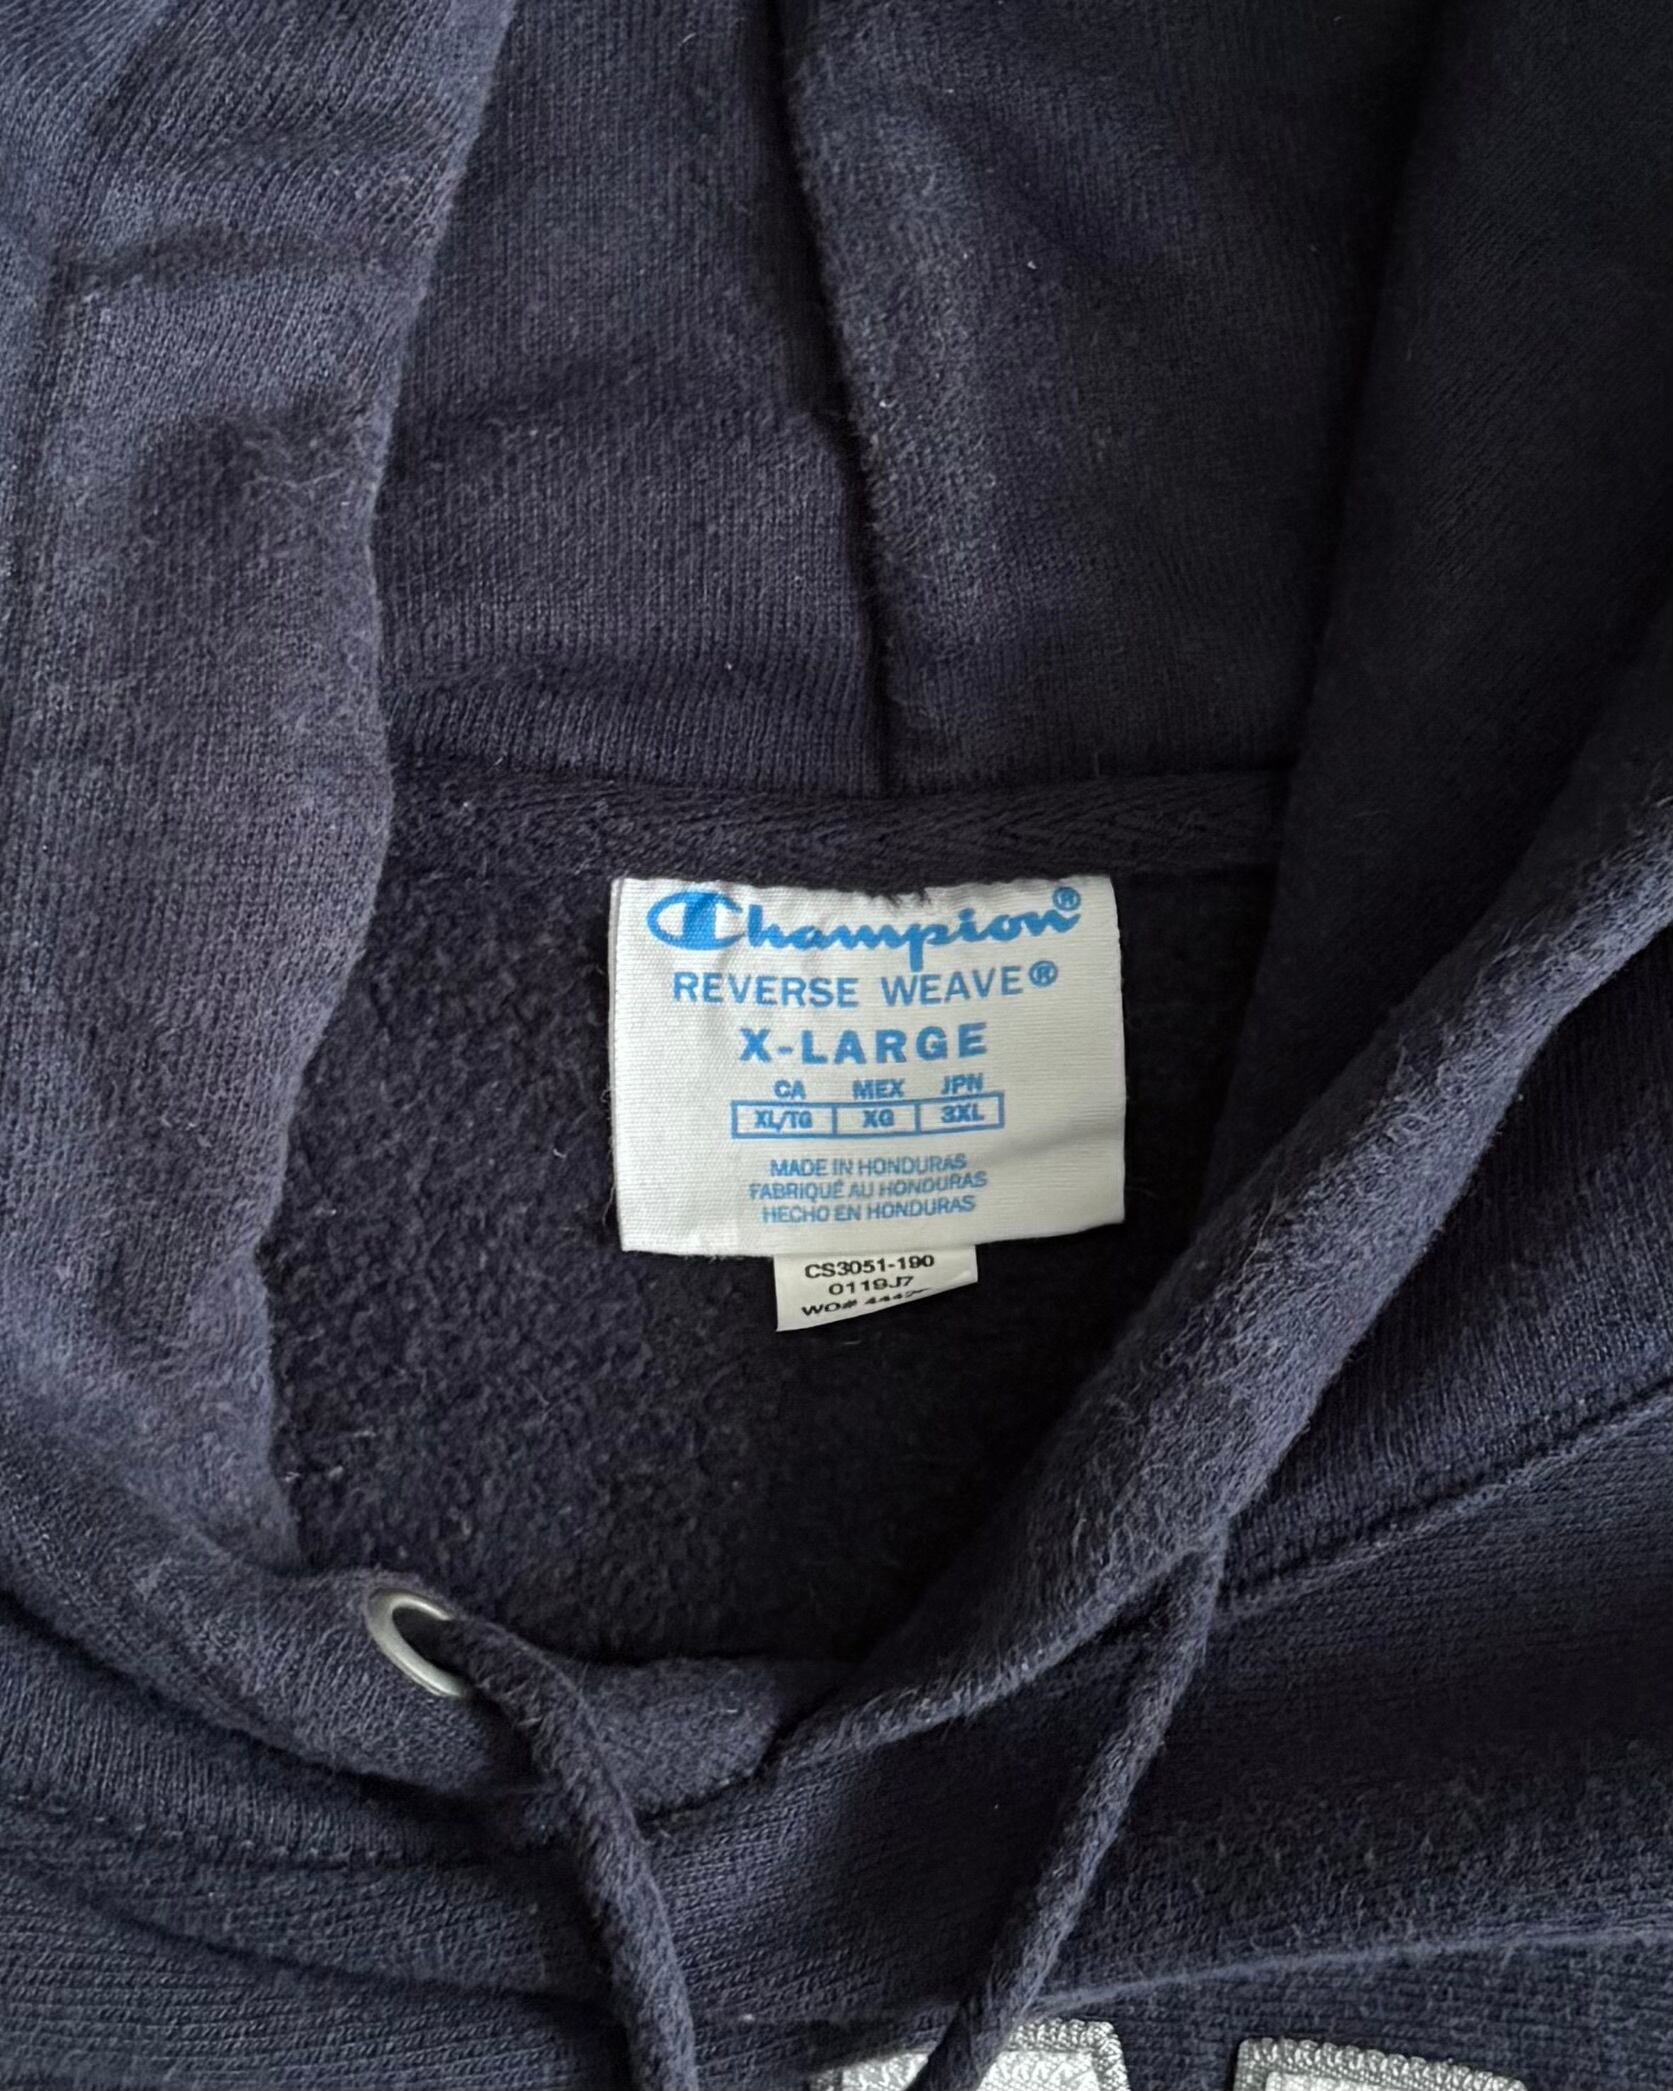 Champion®
REVERSE WEAVE®
X-LARGE
CA MEX JPN
XL/TG XG 3XL
MADE IN HONDURAS
FABRIQUÉ AU HONDURAS
HECHO EN HONDURAS
CS3051-190
0119J7
WO#